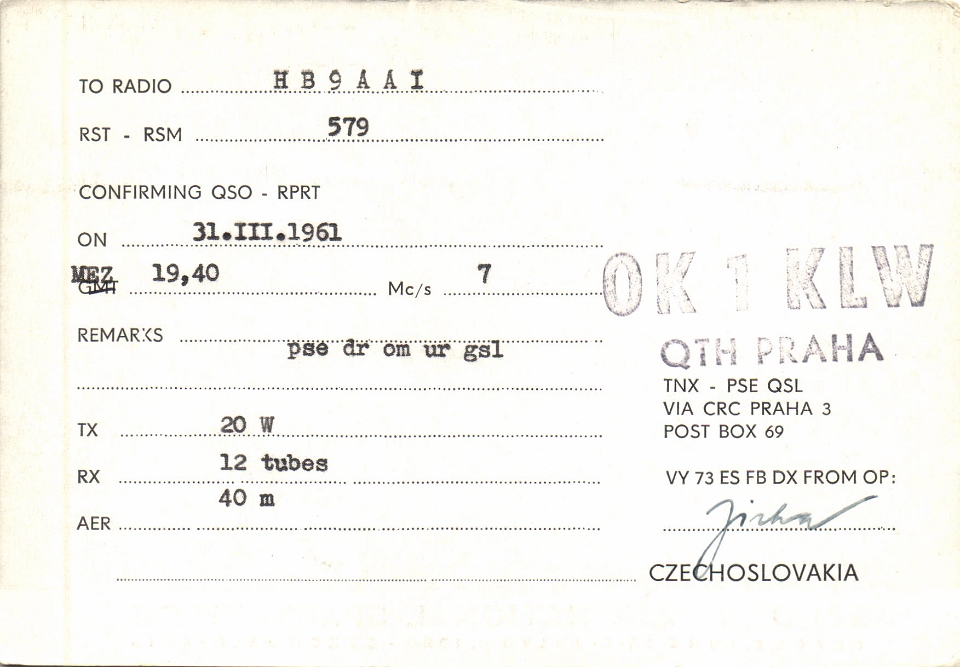 TO RADIO HB9AAI
RST - RSM 579
CONFIRMING QSO - RPRT
ON 31.III.1961
MEZ GMT 19,40 Mc/s 7
OK 1 KLW
REMARKS pse dr om ur gsl
QTH PRAHA
TNX - PSE QSL
VIA CRC PRAHA 3
POST BOX 69
TX 20 W
RX 12 tubes
VY 73 ES FB DX FROM OP:
AER 40 m
CZECHOSLOVAKIA